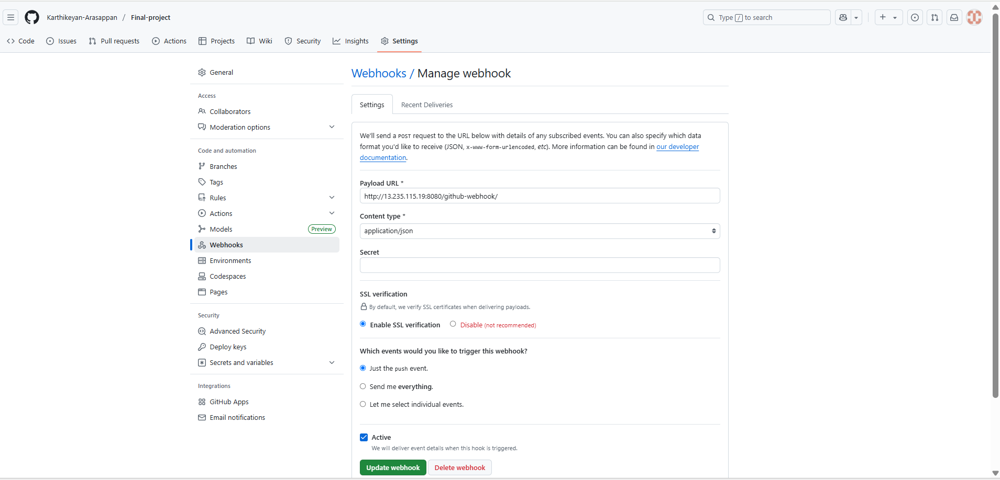 Karthikeyan-Arasappan / Final-project
Type / to search
Code
Issues
Pull requests
Actions
Projects
Wiki
Security
Insights
Settings
General
Access
Collaborators
Moderation options
Code and automation
Branches
Tags
Rules
Actions
Models
Preview
Webhooks
Environments
Codespaces
Pages
Security
Advanced Security
Deploy keys
Secrets and variables
Integrations
GitHub Apps
Email notifications
Webhooks / Manage webhook
Settings
Recent Deliveries
We'll send a POST request to the URL below with details of any subscribed events. You can also specify which data
format you'd like to receive (JSON, x-www-form-urlencoded, etc). More information can be found in our developer
documentation.
Payload URL *
http://13.235.115.19:8080/github-webhook/
Content type *
application/json
Secret
SSL verification
By default, we verify SSL certificates when delivering payloads.
Enable SSL verification
Disable (not recommended)
Which events would you like to trigger this webhook?
Just the push event.
Send me everything.
Let me select individual events.
Active
We will deliver event details when this hook is triggered.
Update webhook
Delete webhook